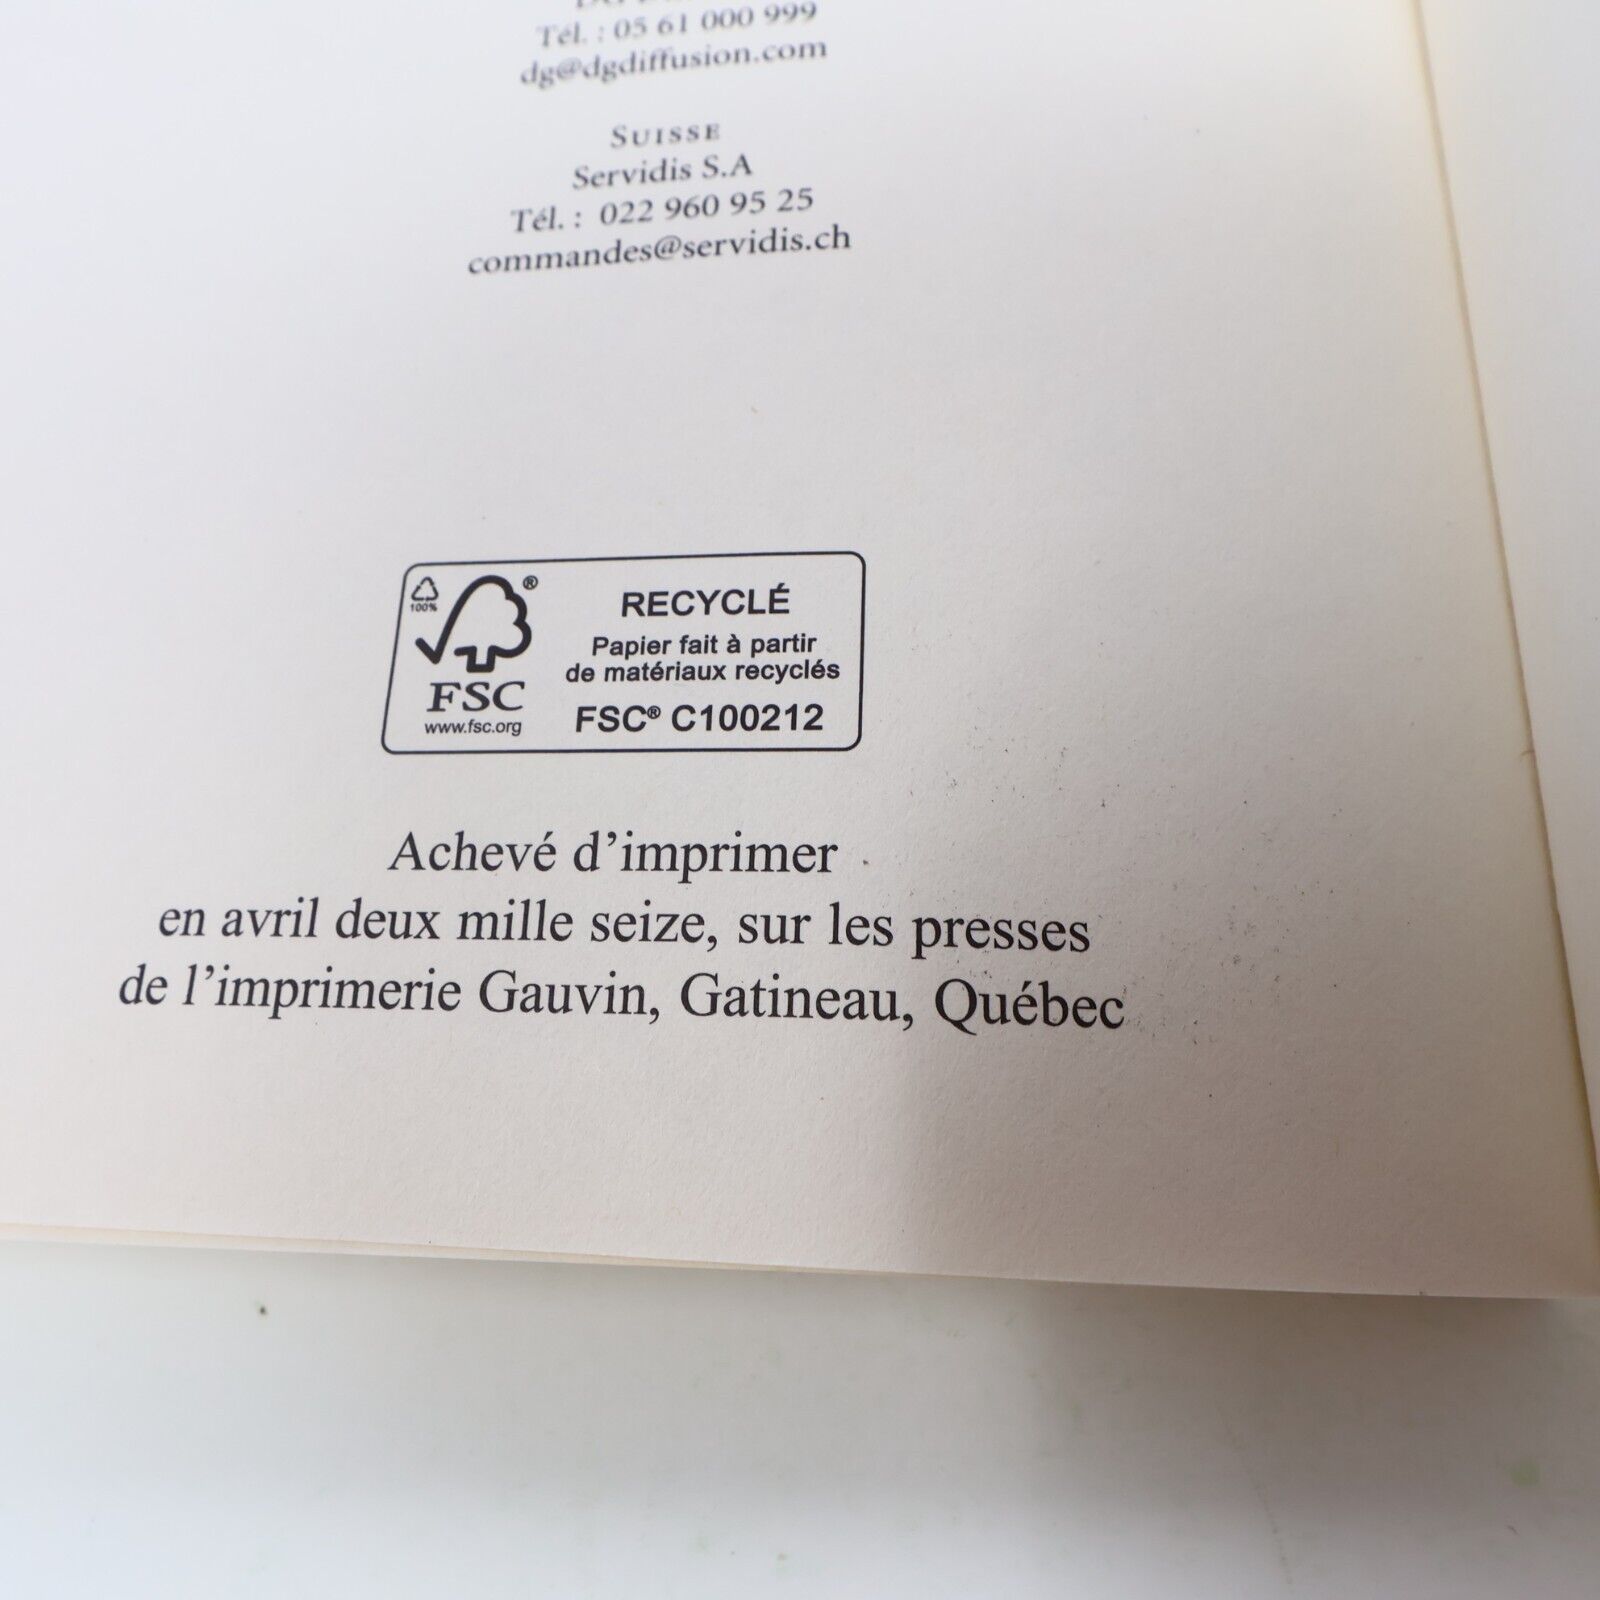 Tél. : 05 61 000 999
dg@dgdiffusion.com
SUISSE
Servidis S.A
Tél. : 022 960 95 25
commandes@servidis.ch
100%
®
FSC
www.fsc.org
RECYCLÉ
Papier fait à partir
de matériaux recyclés
FSC® C100212
Achevé d’imprimer
en avril deux mille seize, sur les presses
de l’imprimerie Gauvin, Gatineau, Québec